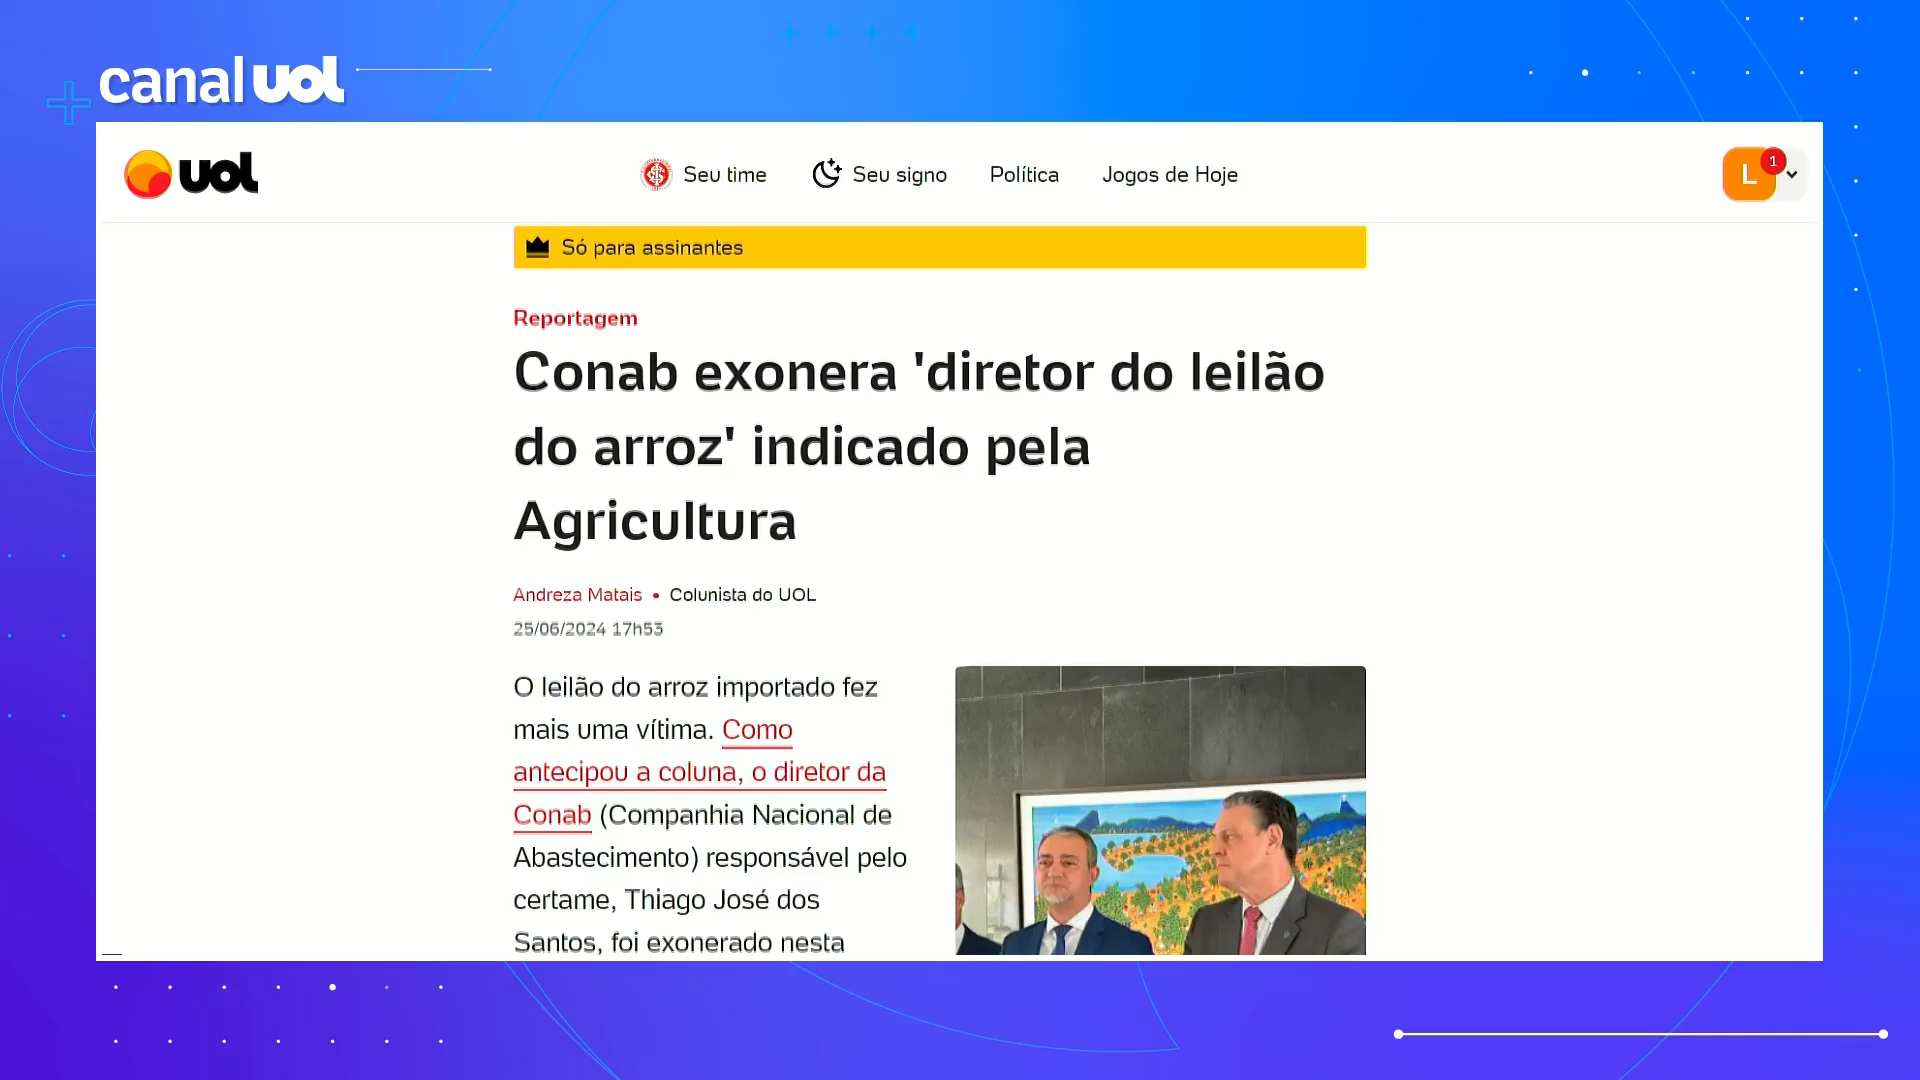 canal uol
uol
Seu time
Seu signo
Política
Jogos de Hoje
L
1
Só para assinantes
Reportagem
Conab exonera 'diretor do leilão
do arroz' indicado pela
Agricultura
Andreza Matais • Colunista do UOL
25/06/2024 17h53
O leilão do arroz importado fez
mais uma vítima. Como
antecipou a coluna, o diretor da
Conab (Companhia Nacional de
Abastecimento) responsável pelo
certame, Thiago José dos
Santos, foi exonerado nesta